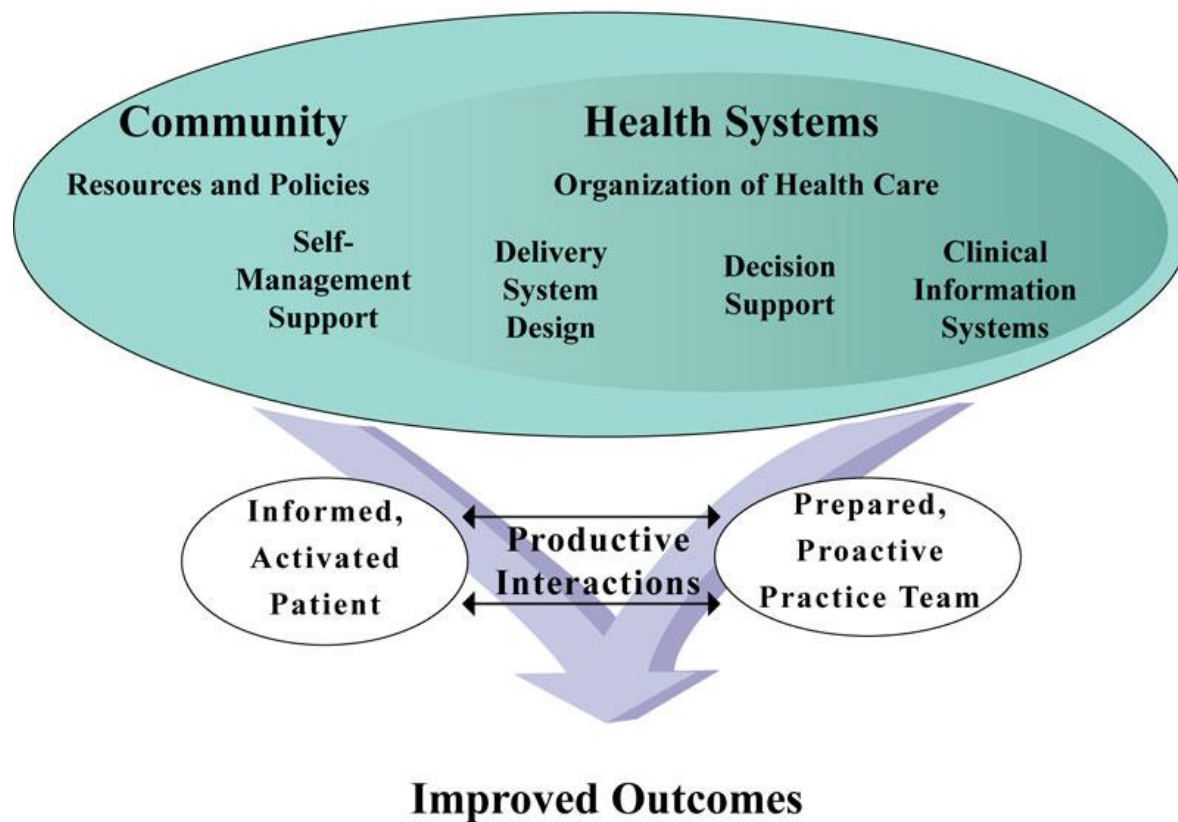 Community
Health Systems
Resources and Policies
Organization of Health Care
Self-
Management
Support
Delivery
System
Design
Decision
Support
Clinical
Information
Systems
Informed,
Activated
Patient
Productive
Interactions
Prepared,
Proactive
Practice Team
Improved Outcomes